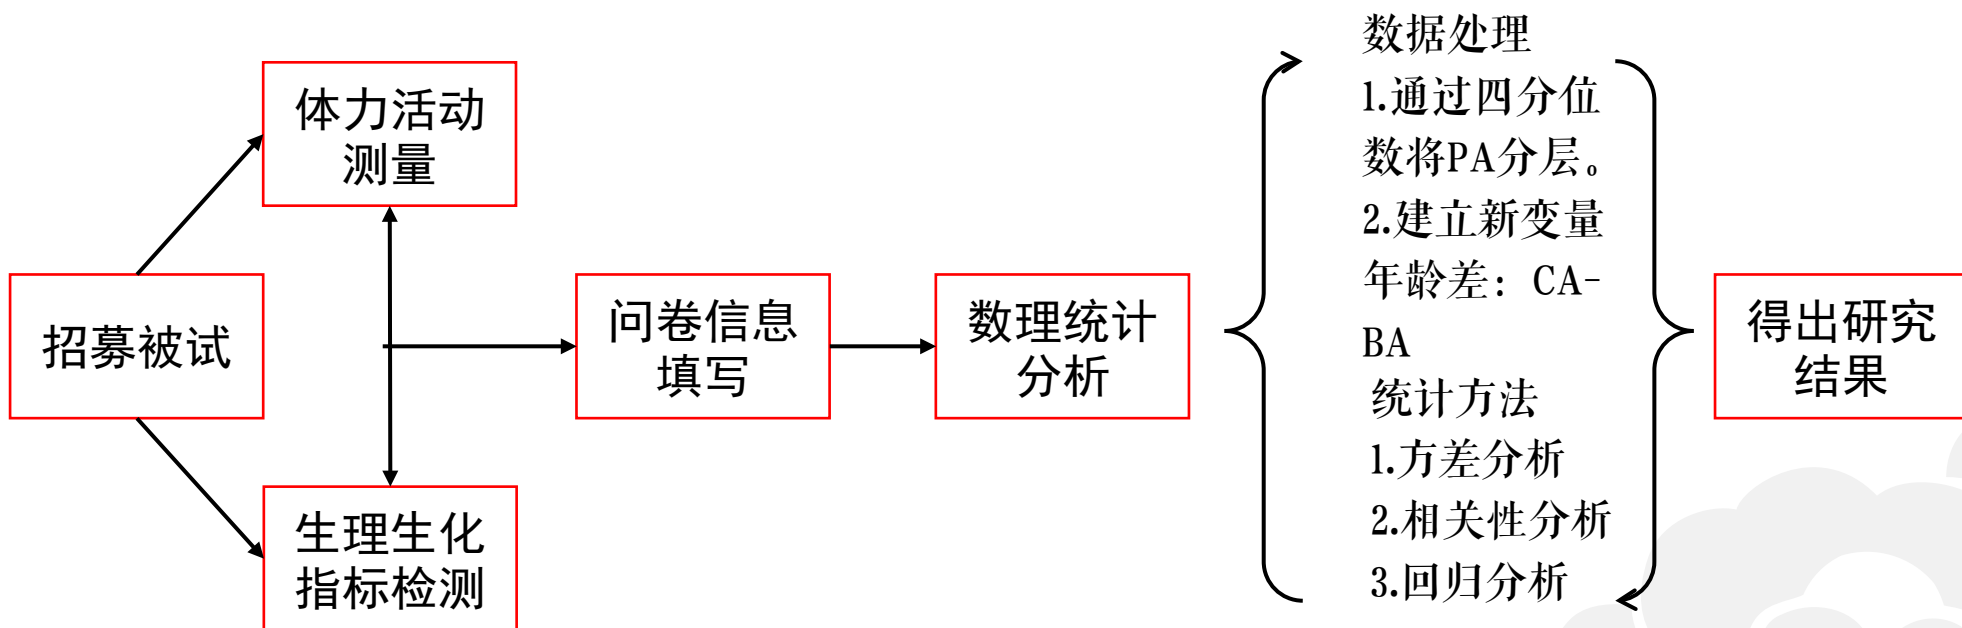 招募被试
体力活动
测量
生理生化
指标检测
问卷信息
填写
数理统计
分析
数据处理
1.通过四分位
数将PA分层。
2.建立新变量
年龄差：CA-
BA
统计方法
1.方差分析
2.相关性分析
3.回归分析
得出研究
结果